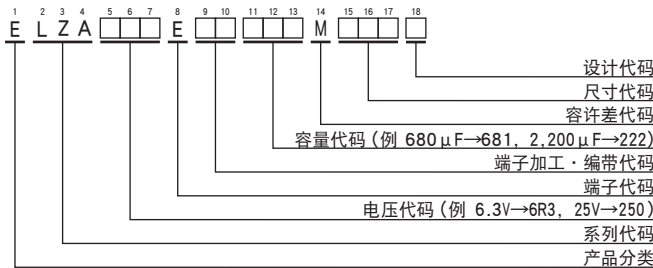 1 2 3 4 5 6 7 8 9 10 11 12 13 14 15 16 17 18
E L Z A □□□ E □□ □□□ M □□□ □
设计代码
尺寸代码
容许差代码
容量代码（例 680μF→681, 2,200μF→222）
端子加工・编带代码
端子代码
电压代码（例 6.3V→6R3, 25V→250）
系列代码
产品分类